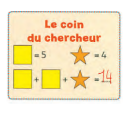 Le coin
du chercheur
= 5 = 4
+ + = 14